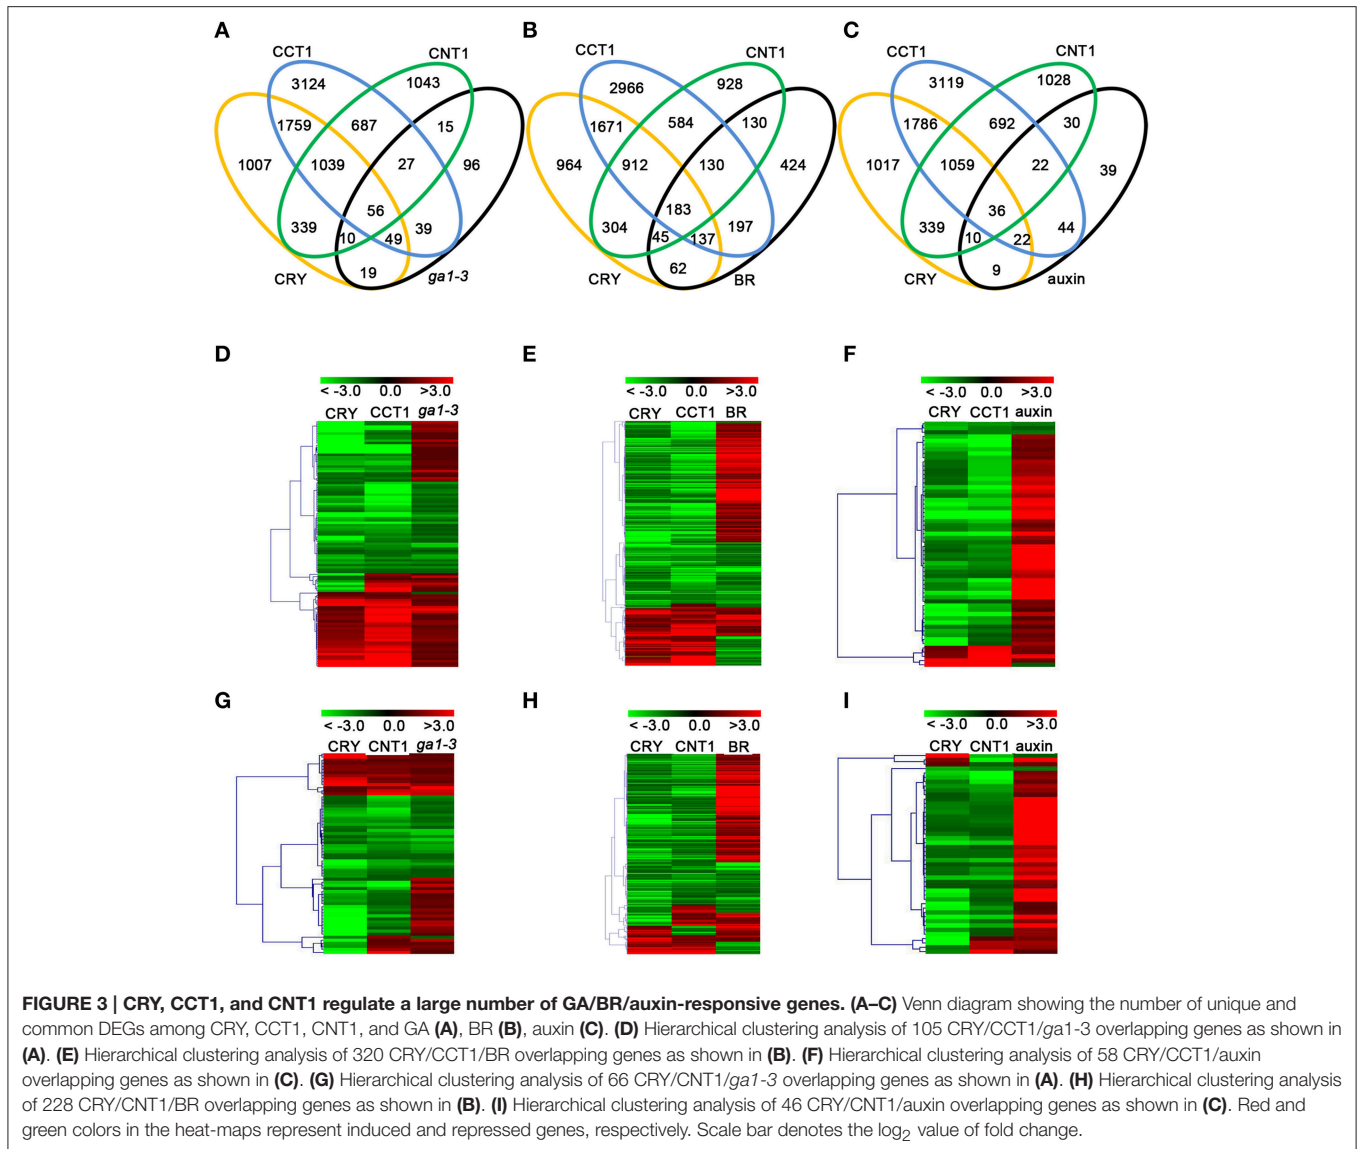 A
B
C
CCT1
CNT1
3124
1043
1759
687
15
1007
1039
27
96
56
339
10
49
39
19
CRY
ga1-3
CCT1
CNT1
2966
928
1671
584
130
964
912
130
424
183
304
45
137
197
62
CRY
BR
CCT1
CNT1
3119
1028
1786
692
30
1017
1059
22
39
36
339
10
22
44
9
CRY
auxin
D
E
F
< -3.0 0.0 >3.0
CRY CCT1 ga1-3
< -3.0 0.0 >3.0
CRY CCT1 BR
< -3.0 0.0 >3.0
CRY CCT1 auxin
G
H
I
< -3.0 0.0 >3.0
CRY CNT1 ga1-3
< -3.0 0.0 >3.0
CRY CNT1 BR
< -3.0 0.0 >3.0
CRY CNT1 auxin
FIGURE 3 | CRY, CCT1, and CNT1 regulate a large number of GA/BR/auxin-responsive genes. (A–C) Venn diagram showing the number of unique and
common DEGs among CRY, CCT1, CNT1, and GA (A), BR (B), auxin (C). (D) Hierarchical clustering analysis of 105 CRY/CCT1/ga1-3 overlapping genes as shown in
(A). (E) Hierarchical clustering analysis of 320 CRY/CCT1/BR overlapping genes as shown in (B). (F) Hierarchical clustering analysis of 58 CRY/CCT1/auxin
overlapping genes as shown in (C). (G) Hierarchical clustering analysis of 66 CRY/CNT1/ga1-3 overlapping genes as shown in (A). (H) Hierarchical clustering analysis
of 228 CRY/CNT1/BR overlapping genes as shown in (B). (I) Hierarchical clustering analysis of 46 CRY/CNT1/auxin overlapping genes as shown in (C). Red and
green colors in the heat-maps represent induced and repressed genes, respectively. Scale bar denotes the log2 value of fold change.